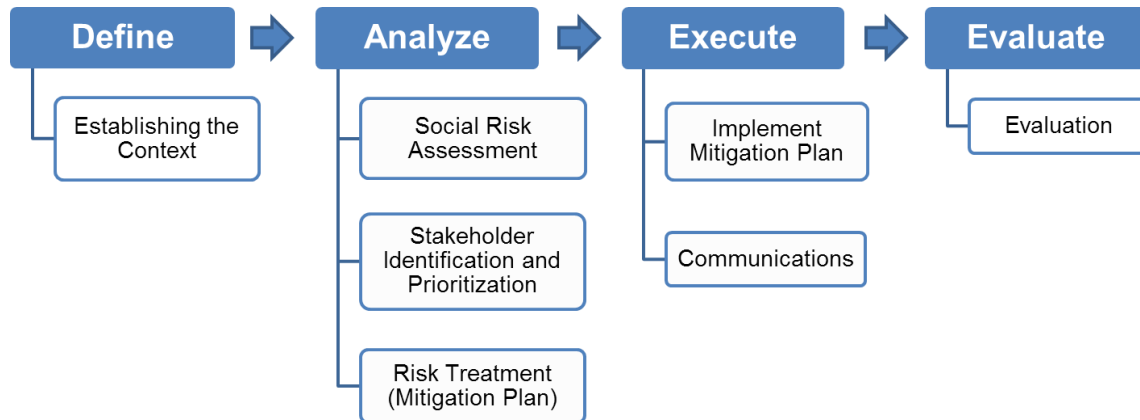 Define
Analyze
Execute
Evaluate
Establishing the
Context
Social Risk
Assessment
Stakeholder
Identification and
Prioritization
Risk Treatment
(Mitigation Plan)
Implement
Mitigation Plan
Communications
Evaluation